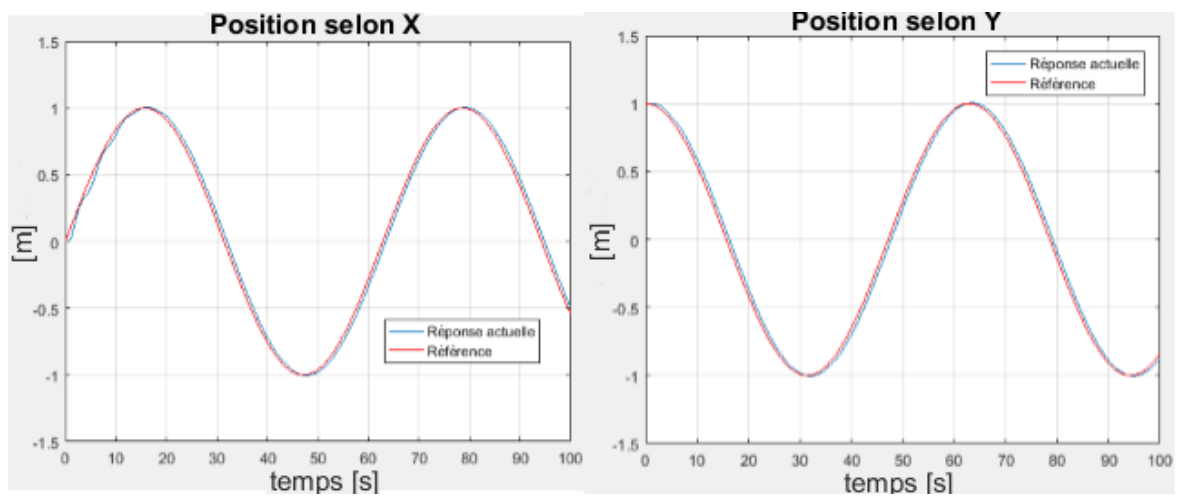 Position selon X
1.5
1
0.5
0
-0.5
-1
-1.5
[m]
Réponse actuelle
Référence
0 10 20 30 40 50 60 70 80 90 100
temps [s]
Position selon Y
1.5
1
0.5
0
-0.5
-1
-1.5
[m]
Réponse actuelle
Référence
0 10 20 30 40 50 60 70 80 90 100
temps [s]